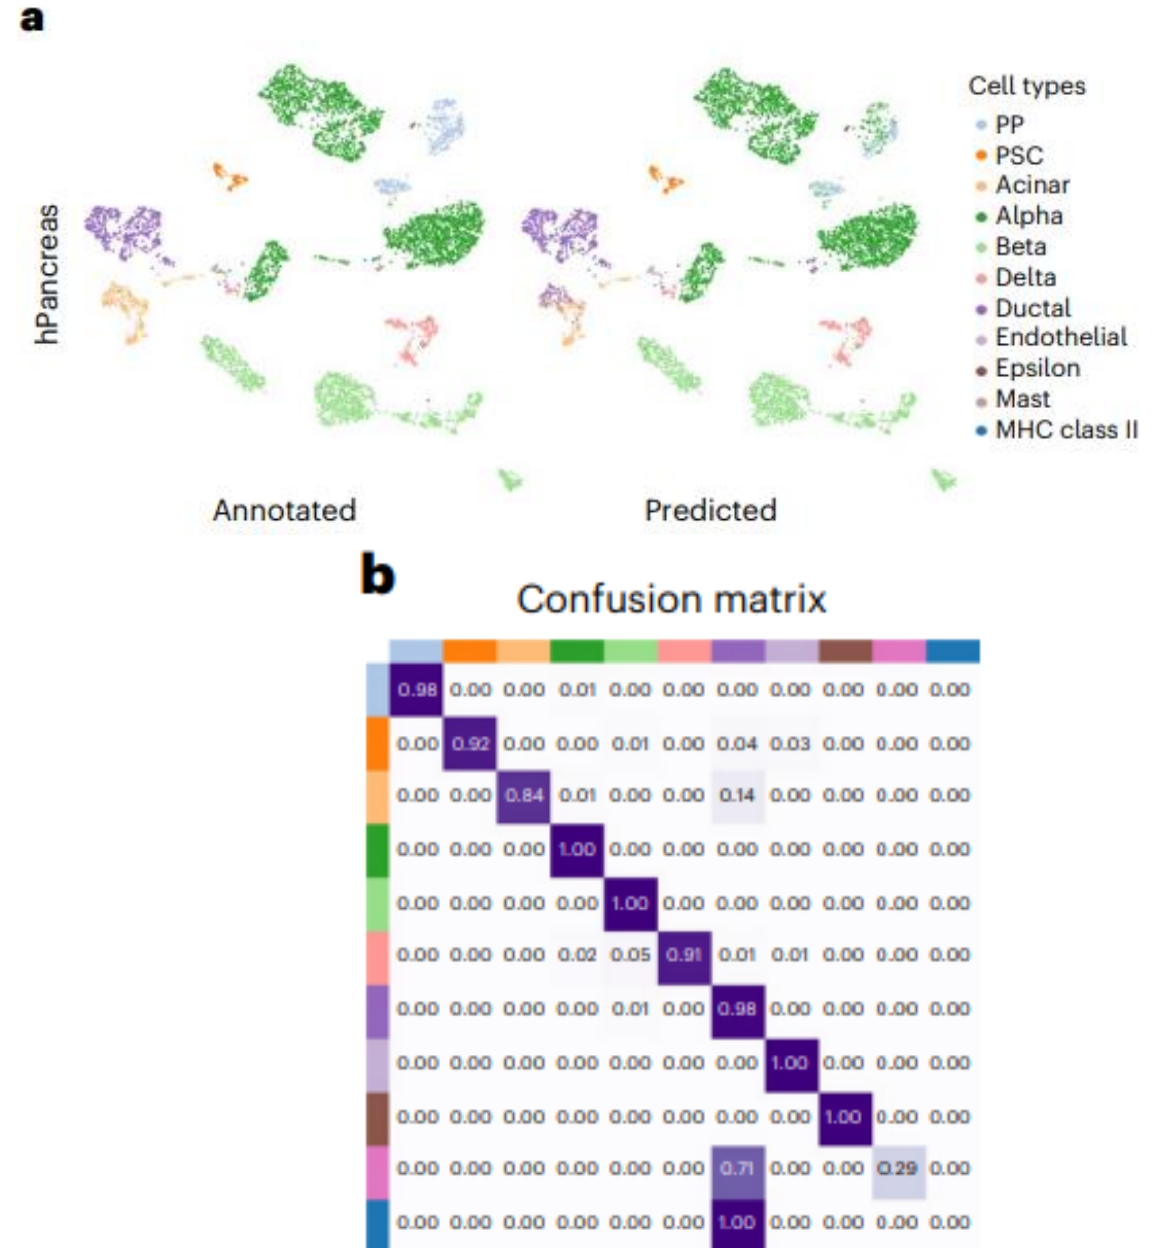 a
Cell types
PP
PSC
Acinar
Alpha
Beta
Delta
Ductal
Endothelial
Epsilon
Mast
MHC class II
hPancreas
Annotated
Predicted
b
Confusion matrix
0.98 0.00 0.00 0.01 0.00 0.00 0.00 0.00 0.00 0.00 0.00
0.00 0.92 0.00 0.00 0.01 0.00 0.04 0.03 0.00 0.00 0.00
0.00 0.00 0.84 0.01 0.00 0.00 0.14 0.00 0.00 0.00 0.00
0.00 0.00 0.00 1.00 0.00 0.00 0.00 0.00 0.00 0.00 0.00
0.00 0.00 0.00 0.00 1.00 0.00 0.00 0.00 0.00 0.00 0.00
0.00 0.00 0.00 0.02 0.05 0.91 0.01 0.01 0.00 0.00 0.00
0.00 0.00 0.00 0.00 0.01 0.00 0.98 0.00 0.00 0.00 0.00
0.00 0.00 0.00 0.00 0.00 0.00 0.00 1.00 0.00 0.00 0.00
0.00 0.00 0.00 0.00 0.00 0.00 0.00 0.00 1.00 0.00 0.00
0.00 0.00 0.00 0.00 0.00 0.00 0.71 0.00 0.00 0.29 0.00
0.00 0.00 0.00 0.00 0.00 0.00 1.00 0.00 0.00 0.00 0.00